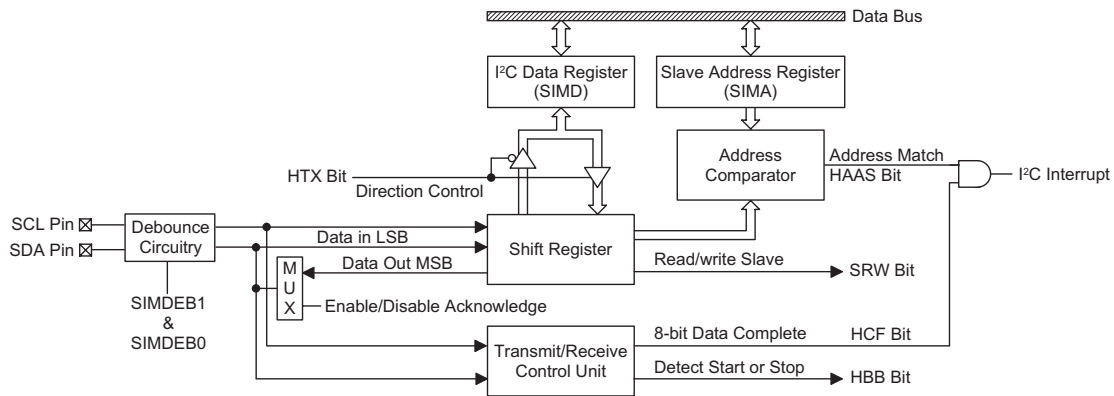 Data Bus
I²C Data Register
(SIMD)
Slave Address Register
(SIMA)
HTX Bit
Direction Control
Address
Comparator
Address Match
HAAS Bit
I²C Interrupt
SCL Pin
SDA Pin
Debounce
Circuitry
Data in LSB
Shift Register
Data Out MSB
Read/write Slave
SRW Bit
M
U
X
Enable/Disable Acknowledge
SIMDEB1
&
SIMDEB0
Transmit/Receive
Control Unit
8-bit Data Complete
HCF Bit
Detect Start or Stop
HBB Bit